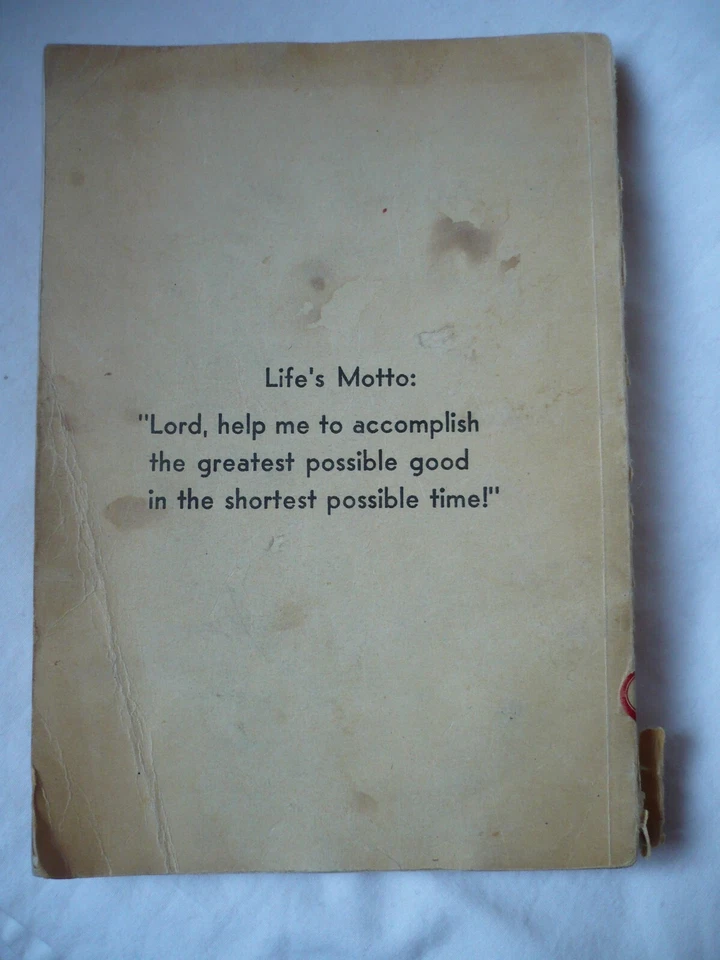 Life's Motto:
"Lord, help me to accomplish
the greatest possible good
in the shortest possible time!"